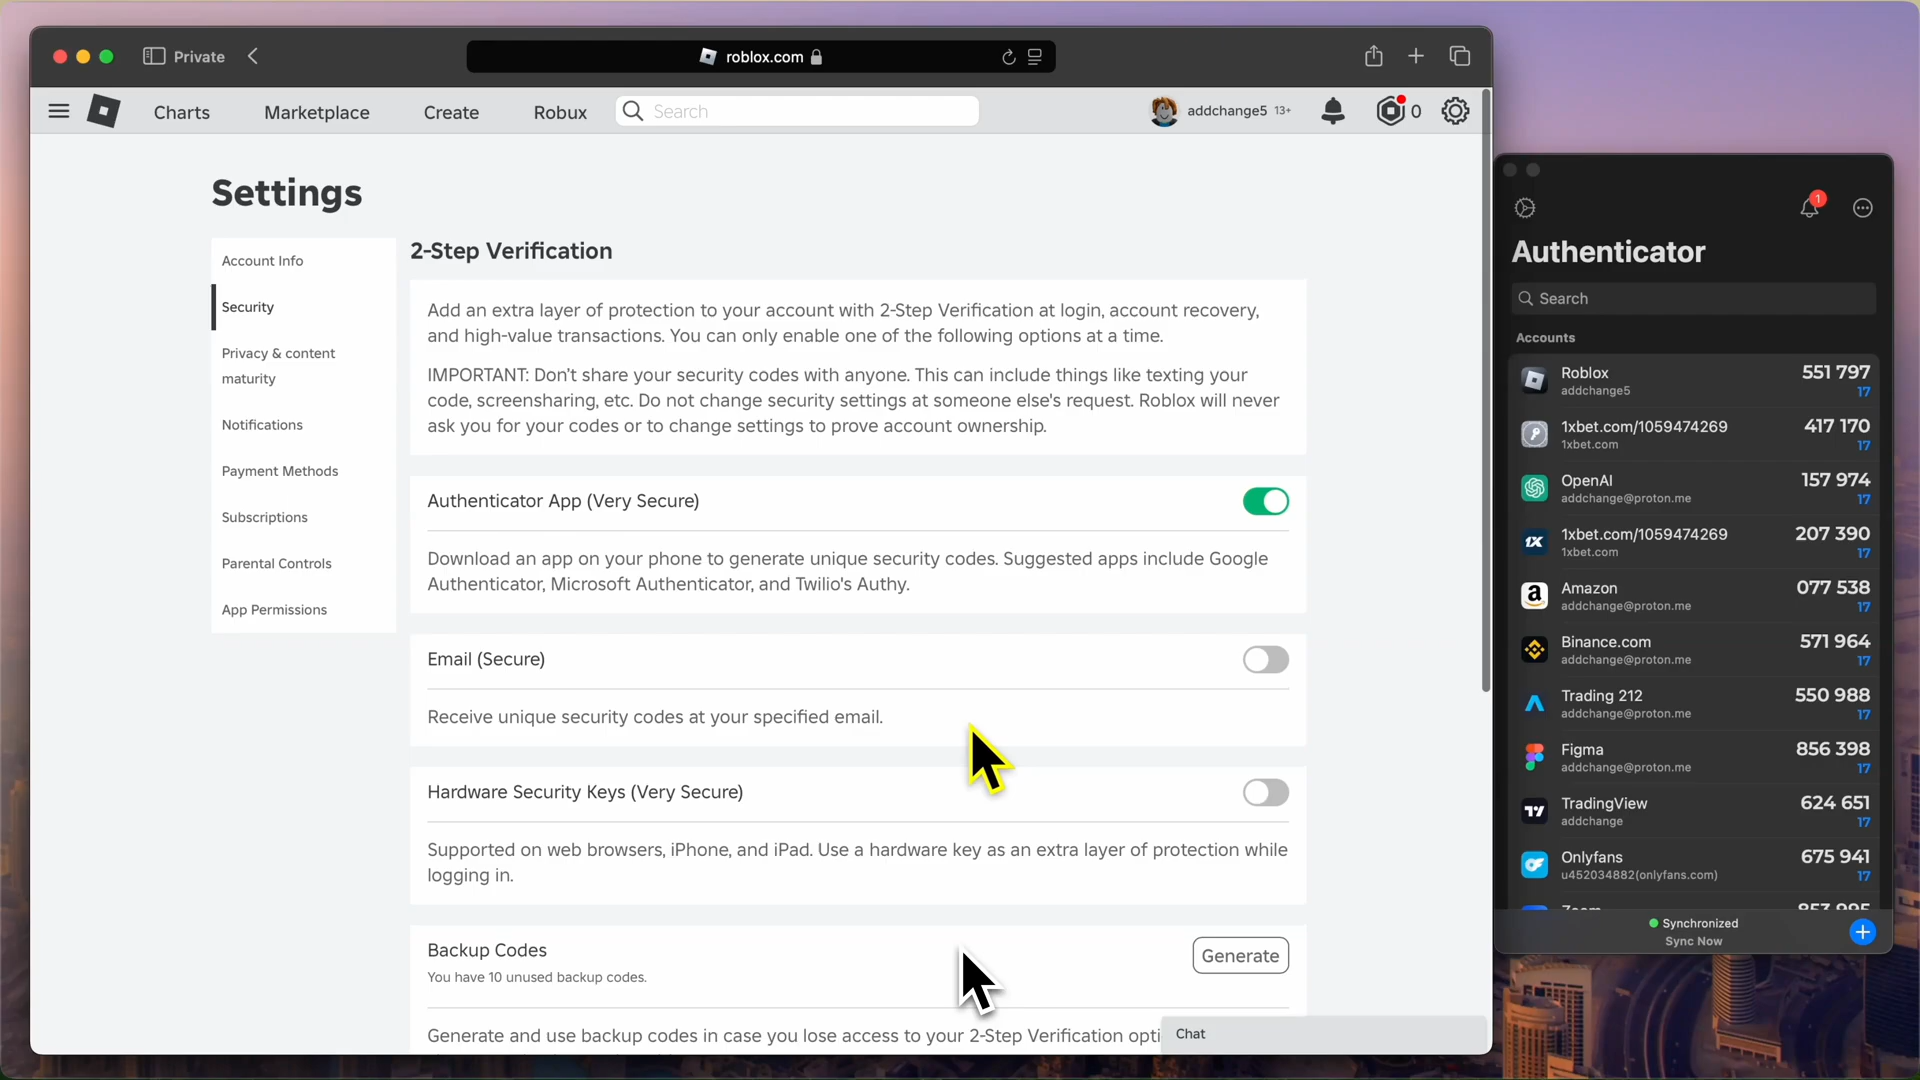 Private
roblox.com
Charts
Marketplace
Create
Robux
Search
addchange5 13+
0
Settings
Account Info
Security
Privacy & content
maturity
Notifications
Payment Methods
Subscriptions
Parental Controls
App Permissions
2-Step Verification
Add an extra layer of protection to your account with 2-Step Verification at login, account recovery,
and high-value transactions. You can only enable one of the following options at a time.
IMPORTANT: Don't share your security codes with anyone. This can include things like texting your
code, screensharing, etc. Do not change security settings at someone else's request. Roblox will never
ask you for your codes or to change settings to prove account ownership.
Authenticator App (Very Secure)
Download an app on your phone to generate unique security codes. Suggested apps include Google
Authenticator, Microsoft Authenticator, and Twilio's Authy.
Email (Secure)
Receive unique security codes at your specified email.
Hardware Security Keys (Very Secure)
Supported on web browsers, iPhone, and iPad. Use a hardware key as an extra layer of protection while
logging in.
Backup Codes
You have 10 unused backup codes.
Generate
Generate and use backup codes in case you lose access to your 2-Step Verification opti
Chat
1
Authenticator
Search
Accounts
Roblox 551 797
addchange5 17
1xbet.com/1059474269 417 170
1xbet.com 17
OpenAI 157 974
addchange@proton.me 17
1xbet.com/1059474269 207 390
1xbet.com 17
Amazon 077 538
addchange@proton.me 17
Binance.com 571 964
addchange@proton.me 17
Trading 212 550 988
addchange@proton.me 17
Figma 856 398
addchange@proton.me 17
TradingView 624 651
addchange 17
Onlyfans 675 941
u452034882(onlyfans.com) 17
Synchronized
Sync Now